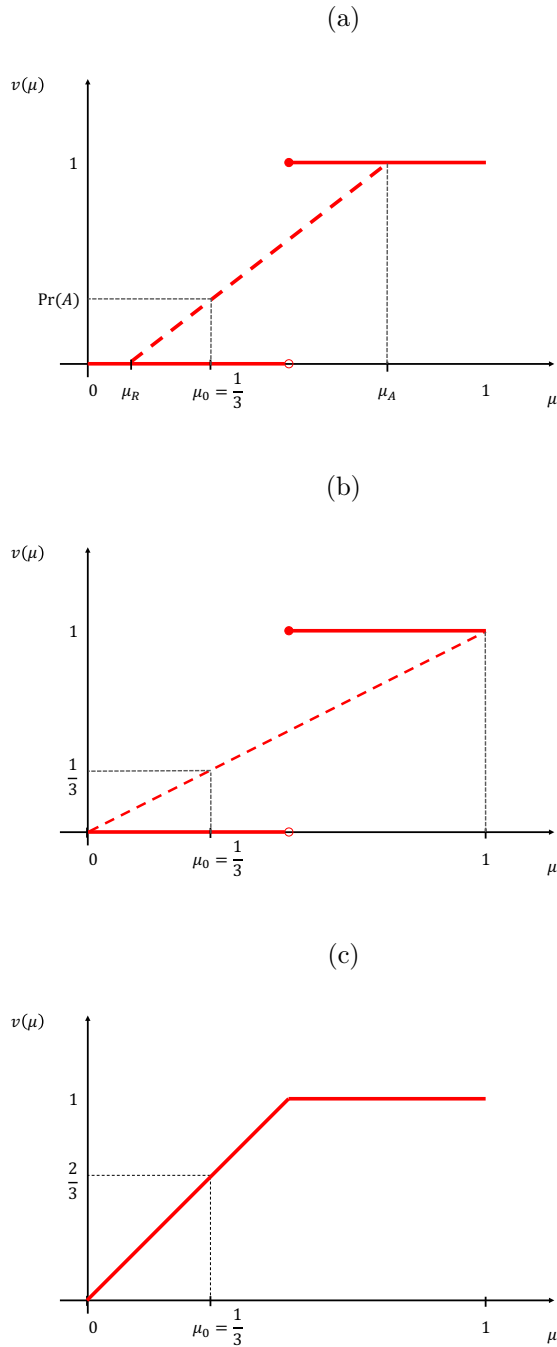 (a)
v(μ)
1
Pr(A)
0 μ_R μ_0 = 1/3 μ_A 1 μ
(b)
v(μ)
1
1/3
0 μ_0 = 1/3 1 μ
(c)
v(μ)
1
2/3
0 μ_0 = 1/3 1 μ